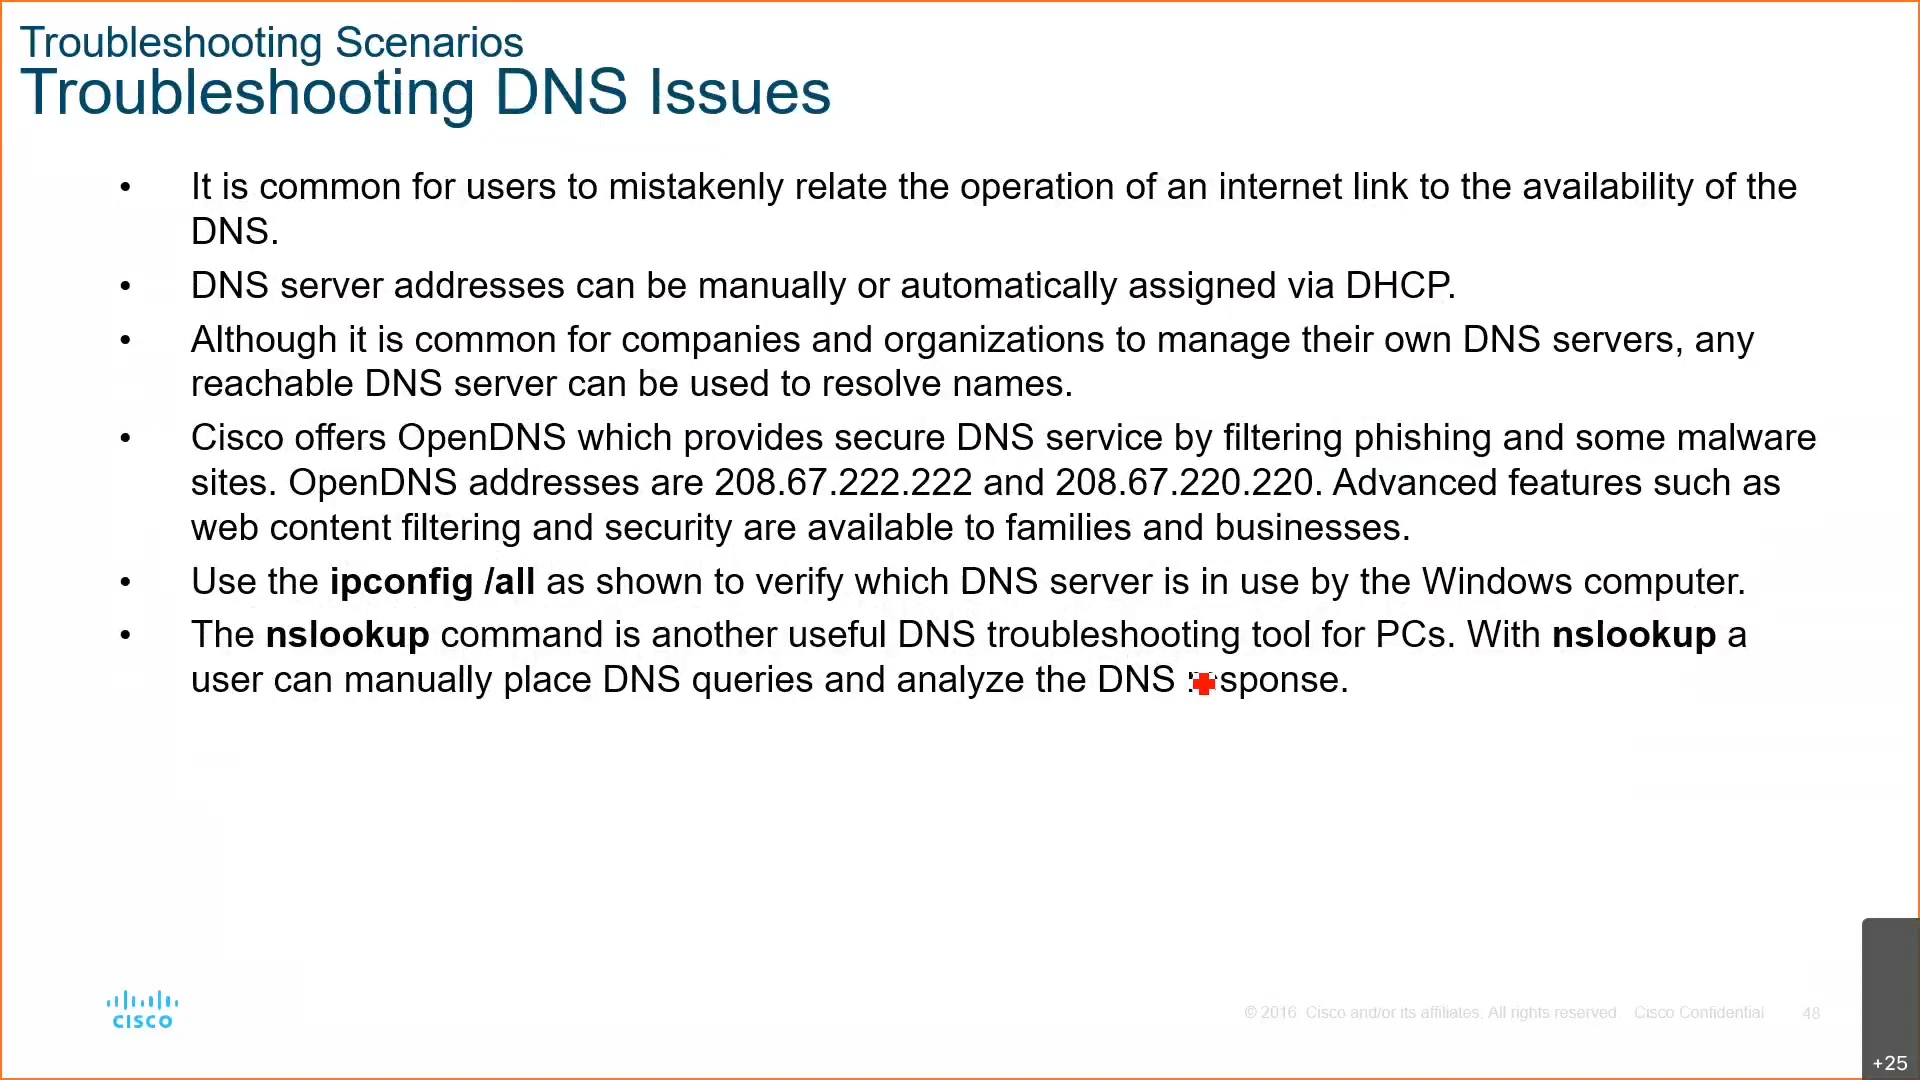 Troubleshooting Scenarios
Troubleshooting DNS Issues
• It is common for users to mistakenly relate the operation of an internet link to the availability of the
DNS.
• DNS server addresses can be manually or automatically assigned via DHCP.
• Although it is common for companies and organizations to manage their own DNS servers, any
reachable DNS server can be used to resolve names.
• Cisco offers OpenDNS which provides secure DNS service by filtering phishing and some malware
sites. OpenDNS addresses are 208.67.222.222 and 208.67.220.220. Advanced features such as
web content filtering and security are available to families and businesses.
• Use the ipconfig /all as shown to verify which DNS server is in use by the Windows computer.
• The nslookup command is another useful DNS troubleshooting tool for PCs. With nslookup a
user can manually place DNS queries and analyze the DNS response.
CISCO
© 2016 Cisco and/or its affiliates. All rights reserved. Cisco Confidential 48
+25